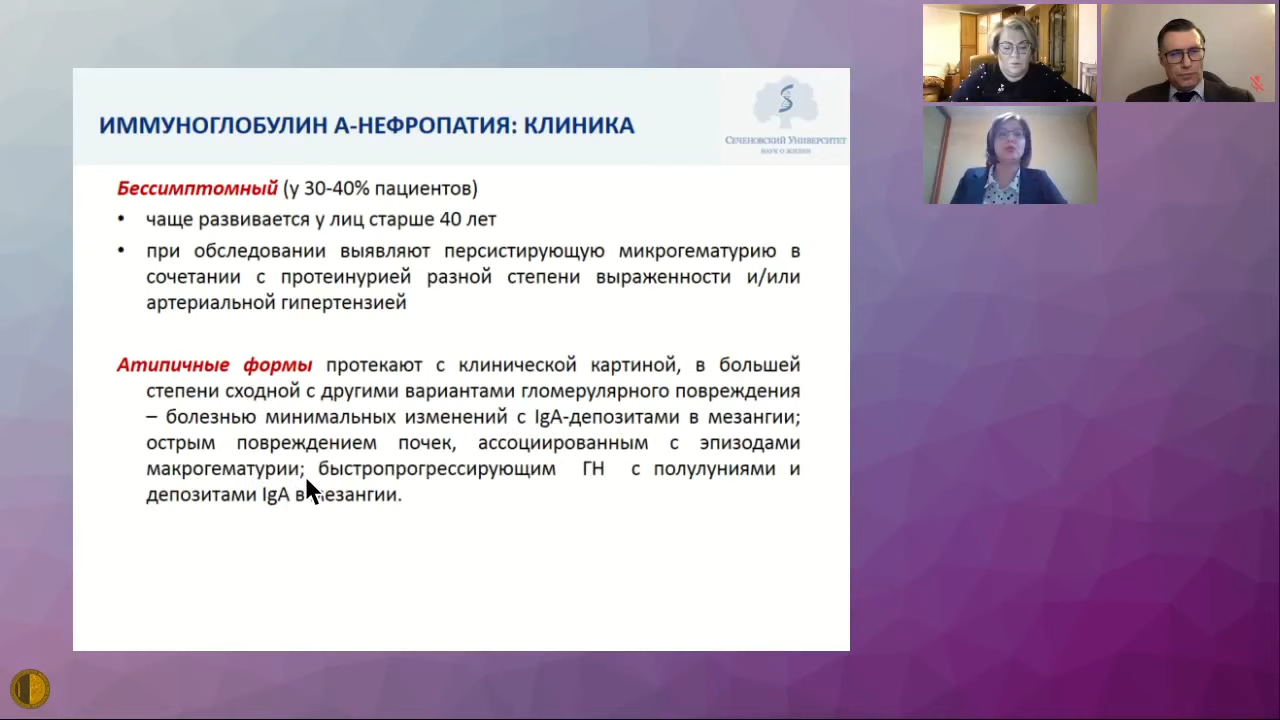 ИММУНОГЛОБУЛИН А-НЕФРОПАТИЯ: КЛИНИКА
СЕЧЕНОВСКИЙ УНИВЕРСИТЕТ
НАУК О ЖИЗНИ
Бессимптомный (у 30-40% пациентов)
• чаще развивается у лиц старше 40 лет
• при обследовании выявляют персистирующую микрогематурию в
сочетании с протеинурией разной степени выраженности и/или
артериальной гипертензией
Атипичные формы протекают с клинической картиной, в большей
степени сходной с другими вариантами гломерулярного повреждения
– болезнью минимальных изменений с IgA-депозитами в мезангии;
острым повреждением почек, ассоциированным с эпизодами
макрогематурии; быстропрогрессирующим ГН с полулуниями и
депозитами IgA в мезангии.